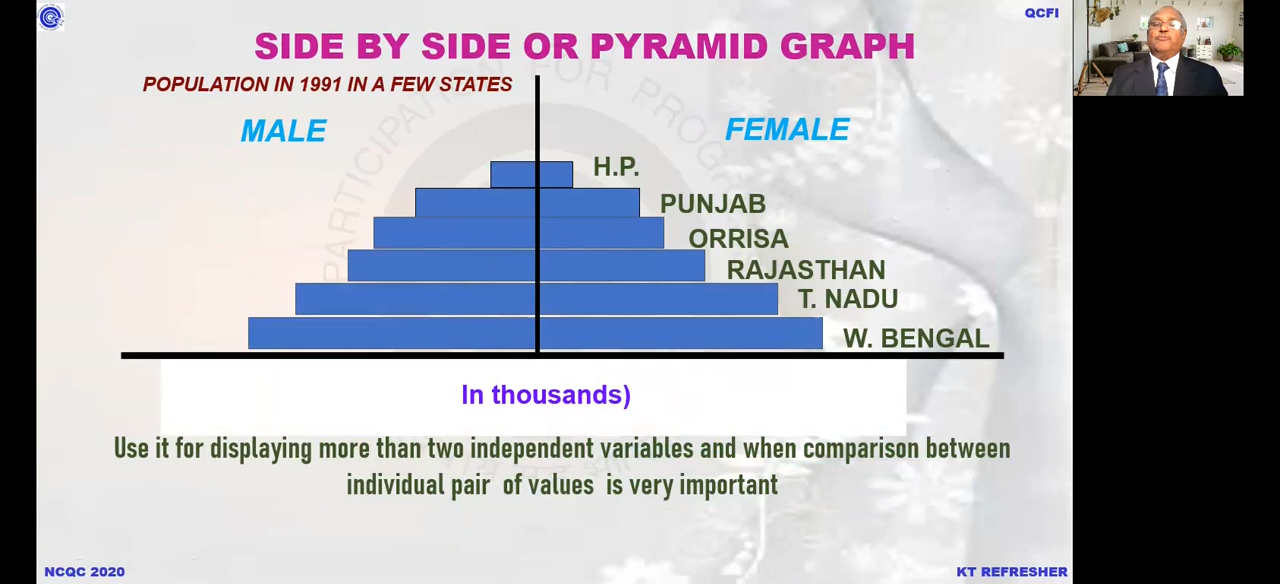 QCFI
SIDE BY SIDE OR PYRAMID GRAPH
POPULATION IN 1991 IN A FEW STATES
MALE
FEMALE
H.P.
PUNJAB
ORRISA
RAJASTHAN
T. NADU
W. BENGAL
In thousands)
Use it for displaying more than two independent variables and when comparison between
individual pair of values is very important
NCQC 2020
KT REFRESHER